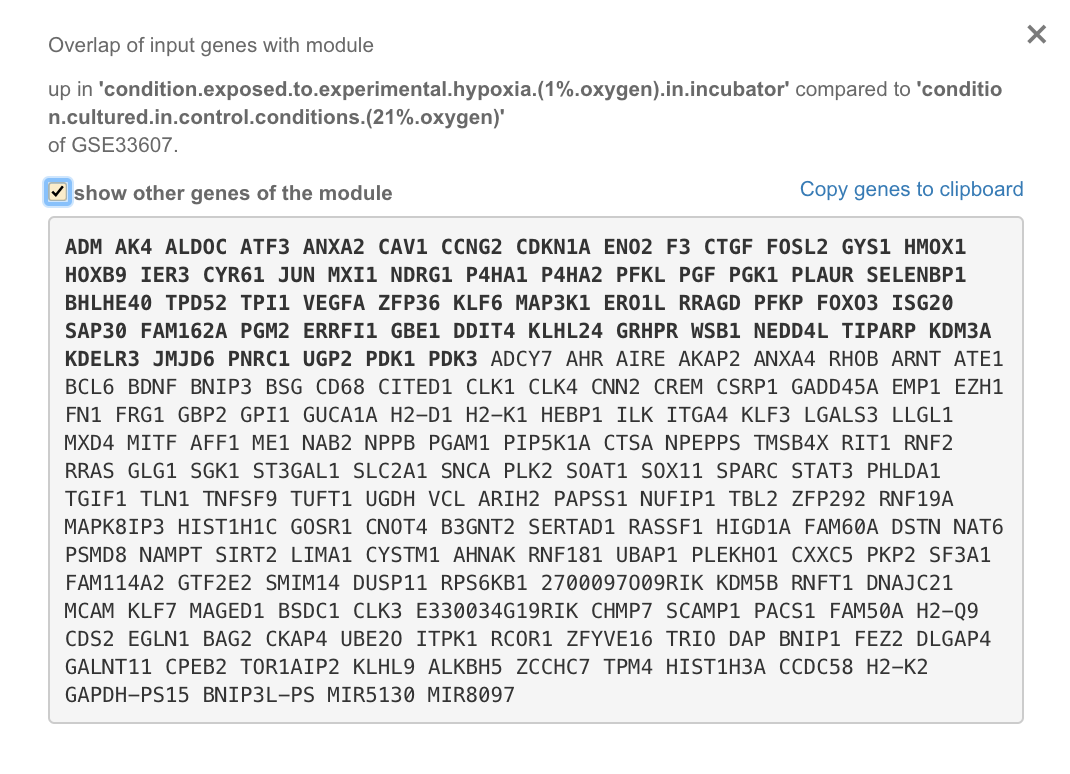 Overlap of input genes with module
up in 'condition.exposed.to.experimental.hypoxia.(1%.oxygen).in.incubator' compared to 'conditio
n.cultured.in.control.conditions.(21%.oxygen)'
of GSE33607.
show other genes of the module
Copy genes to clipboard
ADM AK4 ALDOC ATF3 ANXA2 CAV1 CCNG2 CDKN1A ENO2 F3 CTGF FOSL2 GYS1 HMOX1
HOXB9 IER3 CYR61 JUN MXI1 NDRG1 P4HA1 P4HA2 PFKL PGF PGK1 PLAUR SELENBP1
BHLHE40 TPD52 TPI1 VEGFA ZFP36 KLF6 MAP3K1 ERO1L RRAGD PFKP FOXO3 ISG20
SAP30 FAM162A PGM2 ERRFI1 GBE1 DDIT4 KLHL24 GRHPR WSB1 NEDD4L TIPARP KDM3A
KDELR3 JMJD6 PNRC1 UGP2 PDK1 PDK3 ADCY7 AHR AIRE AKAP2 ANXA4 RHOB ARNT ATE1
BCL6 BDNF BNIP3 BSG CD68 CITED1 CLK1 CLK4 CNN2 CREM CSRP1 GADD45A EMP1 EZH1
FN1 FRG1 GBP2 GPI1 GUCA1A H2-D1 H2-K1 HEBP1 ILK ITGA4 KLF3 LGALS3 LLGL1
MXD4 MITF AFF1 ME1 NAB2 NPPB PGAM1 PIP5K1A CTSA NPEPPS TMSB4X RIT1 RNF2
RRAS GLG1 SGK1 ST3GAL1 SLC2A1 SNCA PLK2 SOAT1 SOX11 SPARC STAT3 PHLDA1
TGIF1 TLN1 TNFSF9 TUFT1 UGDH VCL ARIH2 PAPSS1 NUFIP1 TBL2 ZFP292 RNF19A
MAPK8IP3 HIST1H1C GOSR1 CNOT4 B3GNT2 SERTAD1 RASSF1 HIGD1A FAM60A DSTN NAT6
PSMD8 NAMPT SIRT2 LIMA1 CYSTM1 AHNAK RNF181 UBAP1 PLEKHO1 CXXC5 PKP2 SF3A1
FAM114A2 GTF2E2 SMIM14 DUSP11 RPS6KB1 2700097O09RIK KDM5B RNFT1 DNAJC21
MCAM KLF7 MAGED1 BSDC1 CLK3 E330034G19RIK CHMP7 SCAMP1 PACS1 FAM50A H2-Q9
CDS2 EGLN1 BAG2 CKAP4 UBE2O ITPK1 RCOR1 ZFYVE16 TRIO DAP BNIP1 FEZ2 DLGAP4
GALNT11 CPEB2 TOR1AIP2 KLHL9 ALKBH5 ZCCHC7 TPM4 HIST1H3A CCDC58 H2-K2
GAPDH-PS15 BNIP3L-PS MIR5130 MIR8097